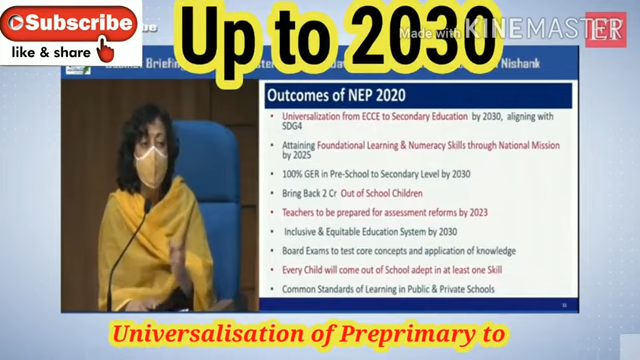 Subscribe
like & share
Up to 2030
Made with KINEMASTER
Briefing
Nishank
Outcomes of NEP 2020
• Universalization from ECCE to Secondary Education by 2030, aligning with
SDG4
• Attaining Foundational Learning & Numeracy Skills through National Mission
by 2025
• 100% GER in Pre-School to Secondary Level by 2030
• Bring Back 2 Cr Out of School Children
• Teachers to be prepared for assessment reforms by 2023
• Inclusive & Equitable Education System by 2030
• Board Exams to test core concepts and application of knowledge
• Every Child will come out of School adept in at least one Skill
• Common Standards of Learning in Public & Private Schools
Universalisation of Preprimary to